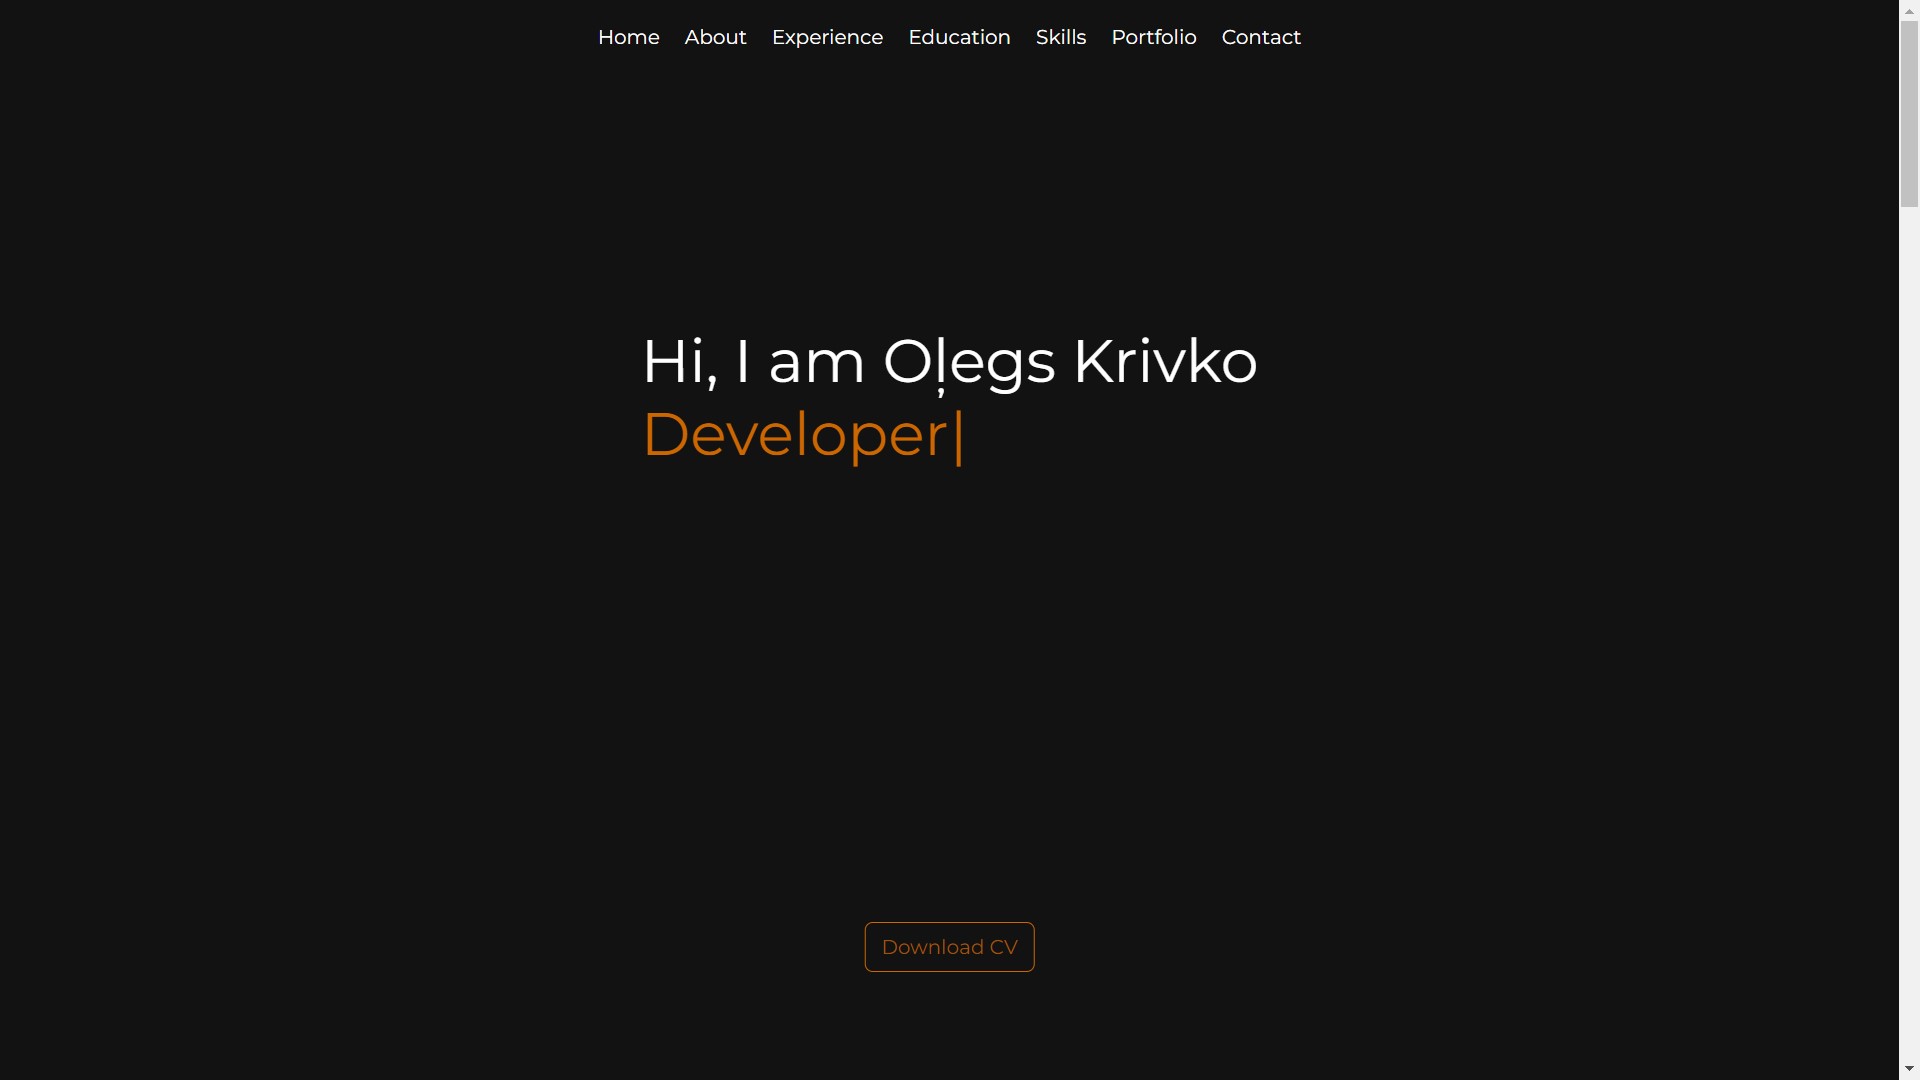 Home About Experience Education Skills Portfolio Contact
Hi, I am Oļegs Krivko
Developer|
Download CV